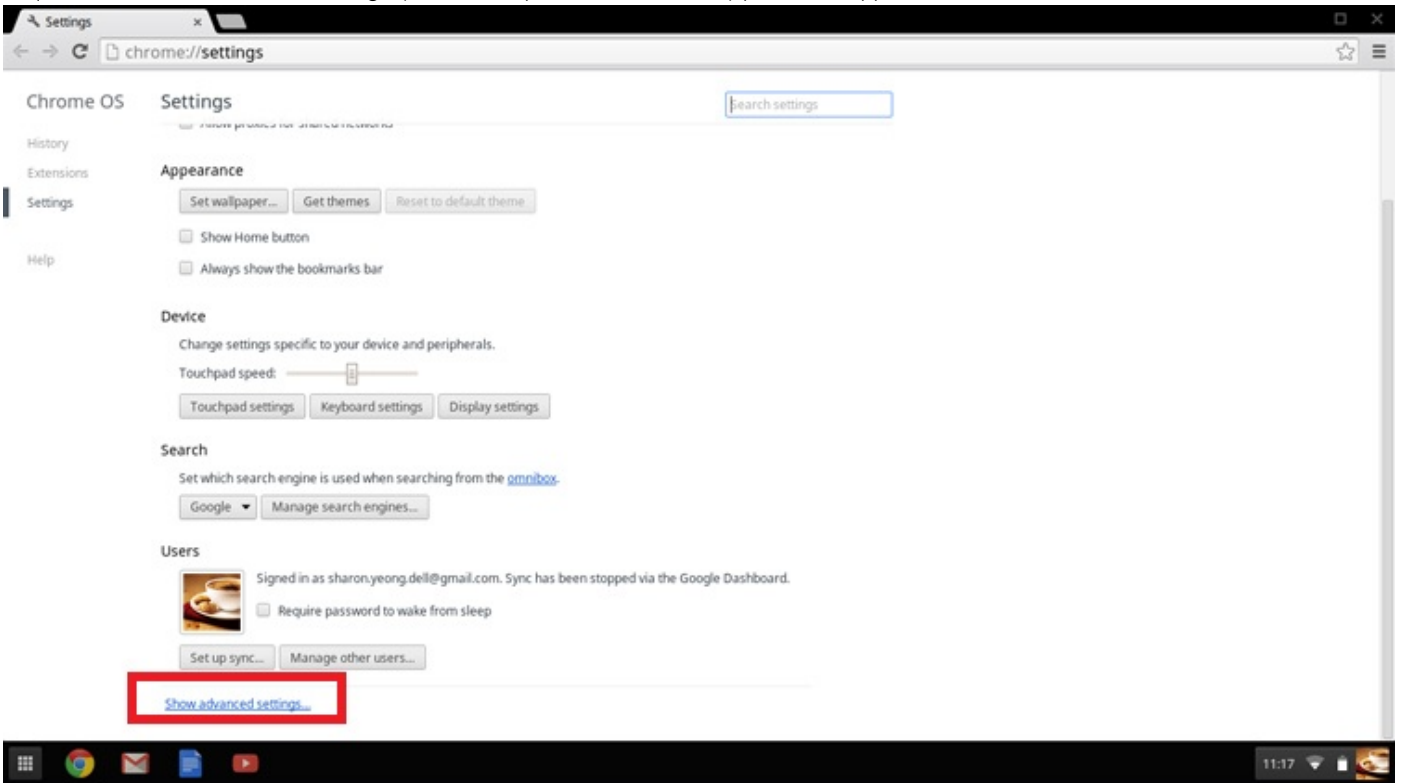 Settings
chrome://settings
Chrome OS
Settings
Search settings
Allow proxies for shared networks
History
Extensions
Settings
Help
Appearance
Set wallpaper... Get themes Reset to default theme
Show Home button
Always show the bookmarks bar
Device
Change settings specific to your device and peripherals.
Touchpad speed:
Touchpad settings Keyboard settings Display settings
Search
Set which search engine is used when searching from the omnibox.
Google Manage search engines...
Users
Signed in as sharon.yeong.dell@gmail.com. Sync has been stopped via the Google Dashboard.
Require password to wake from sleep
Set up sync... Manage other users...
Show advanced settings...
11:17